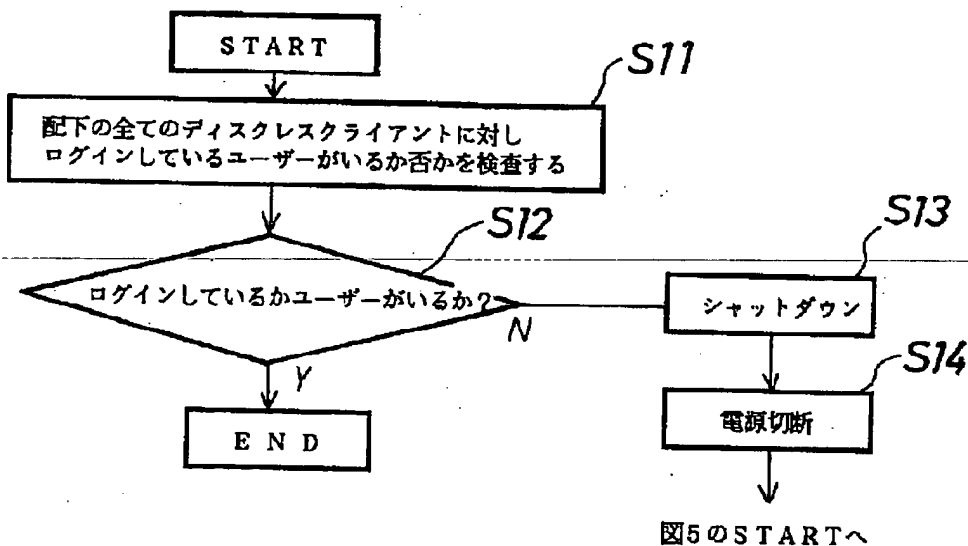 START
S11
配下の全てのディスクレスクライアントに対し
ログインしているユーザーがいるか否かを検査する
S12
ログインしているかユーザーがいるか?
N
Y
END
S13
シャットダウン
S14
電源切断
図5のSTARTへ